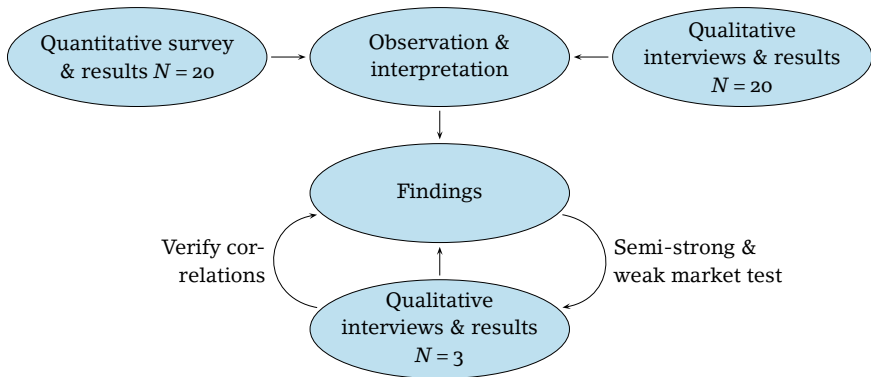 Quantitative survey
& results N = 20
Observation &
interpretation
Qualitative
interviews & results
N = 20
Findings
Verify cor-
relations
Semi-strong &
weak market test
Qualitative
interviews & results
N = 3